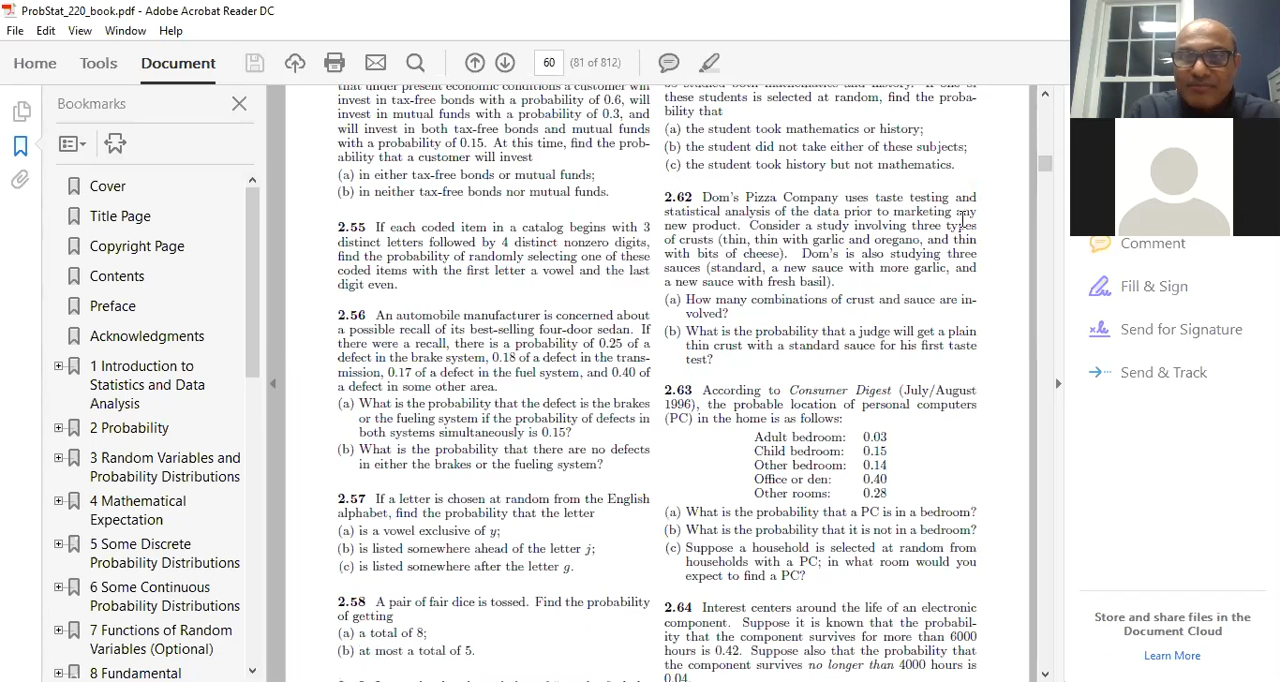 ProbStat_220_book.pdf - Adobe Acrobat Reader DC
File Edit View Window Help
Home Tools Document
60 (81 of 812)
Bookmarks
Cover
Title Page
Copyright Page
Contents
Preface
Acknowledgments
1 Introduction to
Statistics and Data
Analysis
2 Probability
3 Random Variables and
Probability Distributions
4 Mathematical
Expectation
5 Some Discrete
Probability Distributions
6 Some Continuous
Probability Distributions
7 Functions of Random
Variables (Optional)
8 Fundamental
that under present economic conditions a customer will
invest in tax-free bonds with a probability of 0.6, will
invest in mutual funds with a probability of 0.3, and
will invest in both tax-free bonds and mutual funds
with a probability of 0.15. At this time, find the prob-
ability that a customer will invest
(a) in either tax-free bonds or mutual funds;
(b) in neither tax-free bonds nor mutual funds.
2.55 If each coded item in a catalog begins with 3
distinct letters followed by 4 distinct nonzero digits,
find the probability of randomly selecting one of these
coded items with the first letter a vowel and the last
digit even.
2.56 An automobile manufacturer is concerned about
a possible recall of its best-selling four-door sedan. If
there were a recall, there is a probability of 0.25 of a
defect in the brake system, 0.18 of a defect in the trans-
mission, 0.17 of a defect in the fuel system, and 0.40 of
a defect in some other area.
(a) What is the probability that the defect is the brakes
or the fueling system if the probability of defects in
both systems simultaneously is 0.15?
(b) What is the probability that there are no defects
in either the brakes or the fueling system?
2.57 If a letter is chosen at random from the English
alphabet, find the probability that the letter
(a) is a vowel exclusive of y;
(b) is listed somewhere ahead of the letter j;
(c) is listed somewhere after the letter g.
2.58 A pair of fair dice is tossed. Find the probability
of getting
(a) a total of 8;
(b) at most a total of 5.
these students is selected at random, find the proba-
bility that
(a) the student took mathematics or history;
(b) the student did not take either of these subjects;
(c) the student took history but not mathematics.
2.62 Dom's Pizza Company uses taste testing and
statistical analysis of the data prior to marketing any
new product. Consider a study involving three types
of crusts (thin, thin with garlic and oregano, and thin
with bits of cheese). Dom's is also studying three
sauces (standard, a new sauce with more garlic, and
a new sauce with fresh basil).
(a) How many combinations of crust and sauce are in-
volved?
(b) What is the probability that a judge will get a plain
thin crust with a standard sauce for his first taste
test?
2.63 According to Consumer Digest (July/August
1996), the probable location of personal computers
(PC) in the home is as follows:
Adult bedroom: 0.03
Child bedroom: 0.15
Other bedroom: 0.14
Office or den: 0.40
Other rooms: 0.28
(a) What is the probability that a PC is in a bedroom?
(b) What is the probability that it is not in a bedroom?
(c) Suppose a household is selected at random from
households with a PC; in what room would you
expect to find a PC?
2.64 Interest centers around the life of an electronic
component. Suppose it is known that the probabil-
ity that the component survives for more than 6000
hours is 0.42. Suppose also that the probability that
the component survives no longer than 4000 hours is
0.04.
Comment
Fill & Sign
Send for Signature
Send & Track
Store and share files in the
Document Cloud
Learn More